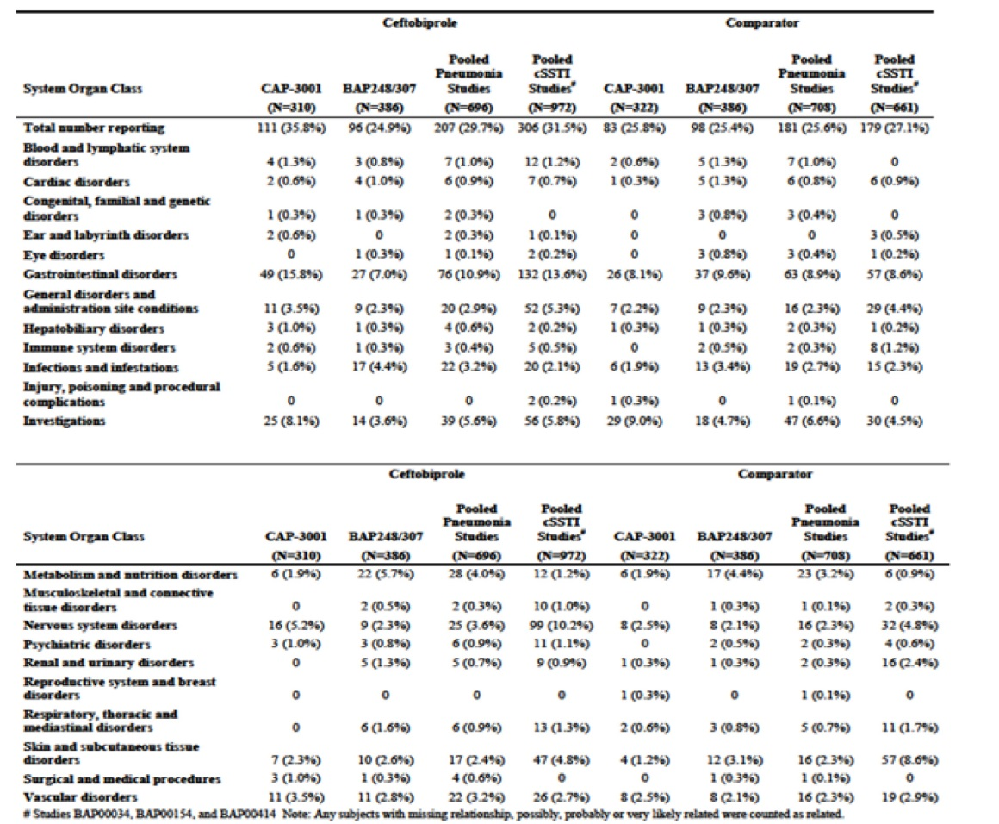 Ceftobiprole Comparator
Pooled Pooled Pooled Pooled
Pneumonia cSSTI Pneumonia cSSTI
System Organ Class CAP-3001 BAP248/307 Studies Studies# CAP-3001 BAP248/307 Studies Studies#
(N=310) (N=386) (N=696) (N=972) (N=322) (N=386) (N=708) (N=661)
Total number reporting 111 (35.8%) 96 (24.9%) 207 (29.7%) 306 (31.5%) 83 (25.8%) 98 (25.4%) 181 (25.6%) 179 (27.1%)
Blood and lymphatic system
disorders 4 (1.3%) 3 (0.8%) 7 (1.0%) 12 (1.2%) 2 (0.6%) 5 (1.3%) 7 (1.0%) 0
Cardiac disorders 2 (0.6%) 4 (1.0%) 6 (0.9%) 7 (0.7%) 1 (0.3%) 5 (1.3%) 6 (0.8%) 6 (0.9%)
Congenital, familial and genetic
disorders 1 (0.3%) 1 (0.3%) 2 (0.3%) 0 0 3 (0.8%) 3 (0.4%) 0
Ear and labyrinth disorders 2 (0.6%) 0 2 (0.3%) 1 (0.1%) 0 0 0 3 (0.5%)
Eye disorders 0 1 (0.3%) 1 (0.1%) 2 (0.2%) 0 3 (0.8%) 3 (0.4%) 1 (0.2%)
Gastrointestinal disorders 49 (15.8%) 27 (7.0%) 76 (10.9%) 132 (13.6%) 26 (8.1%) 37 (9.6%) 63 (8.9%) 57 (8.6%)
General disorders and
administration site conditions 11 (3.5%) 9 (2.3%) 20 (2.9%) 52 (5.3%) 7 (2.2%) 9 (2.3%) 16 (2.3%) 29 (4.4%)
Hepatobiliary disorders 3 (1.0%) 1 (0.3%) 4 (0.6%) 2 (0.2%) 1 (0.3%) 1 (0.3%) 2 (0.3%) 1 (0.2%)
Immune system disorders 2 (0.6%) 1 (0.3%) 3 (0.4%) 5 (0.5%) 0 2 (0.5%) 2 (0.3%) 8 (1.2%)
Infections and infestations 5 (1.6%) 17 (4.4%) 22 (3.2%) 20 (2.1%) 6 (1.9%) 13 (3.4%) 19 (2.7%) 15 (2.3%)
Injury, poisoning and procedural
complications 0 0 0 2 (0.2%) 1 (0.3%) 0 1 (0.1%) 0
Investigations 25 (8.1%) 14 (3.6%) 39 (5.6%) 56 (5.8%) 29 (9.0%) 18 (4.7%) 47 (6.6%) 30 (4.5%)
Ceftobiprole Comparator
Pooled Pooled Pooled Pooled
Pneumonia cSSTI Pneumonia cSSTI
System Organ Class CAP-3001 BAP248/307 Studies Studies# CAP-3001 BAP248/307 Studies Studies#
(N=310) (N=386) (N=696) (N=972) (N=322) (N=386) (N=708) (N=661)
Metabolism and nutrition disorders 6 (1.9%) 22 (5.7%) 28 (4.0%) 12 (1.2%) 6 (1.9%) 17 (4.4%) 23 (3.2%) 6 (0.9%)
Musculoskeletal and connective
tissue disorders 0 2 (0.5%) 2 (0.3%) 10 (1.0%) 0 1 (0.3%) 1 (0.1%) 2 (0.3%)
Nervous system disorders 16 (5.2%) 9 (2.3%) 25 (3.6%) 99 (10.2%) 8 (2.5%) 8 (2.1%) 16 (2.3%) 32 (4.8%)
Psychiatric disorders 3 (1.0%) 3 (0.8%) 6 (0.9%) 11 (1.1%) 0 2 (0.5%) 2 (0.3%) 4 (0.6%)
Renal and urinary disorders 0 5 (1.3%) 5 (0.7%) 9 (0.9%) 1 (0.3%) 1 (0.3%) 2 (0.3%) 16 (2.4%)
Reproductive system and breast
disorders 0 0 0 0 1 (0.3%) 0 1 (0.1%) 0
Respiratory, thoracic and
mediastinal disorders 0 6 (1.6%) 6 (0.9%) 13 (1.3%) 2 (0.6%) 3 (0.8%) 5 (0.7%) 11 (1.7%)
Skin and subcutaneous tissue
disorders 7 (2.3%) 10 (2.6%) 17 (2.4%) 47 (4.8%) 4 (1.2%) 12 (3.1%) 16 (2.3%) 57 (8.6%)
Surgical and medical procedures 3 (1.0%) 1 (0.3%) 4 (0.6%) 0 0 1 (0.3%) 1 (0.1%) 0
Vascular disorders 11 (3.5%) 11 (2.8%) 22 (3.2%) 26 (2.7%) 8 (2.5%) 8 (2.1%) 16 (2.3%) 19 (2.9%)
# Studies BAP00034, BAP00154, and BAP00414 Note: Any subjects with missing relationship, possibly, probably or very likely related were counted as related.